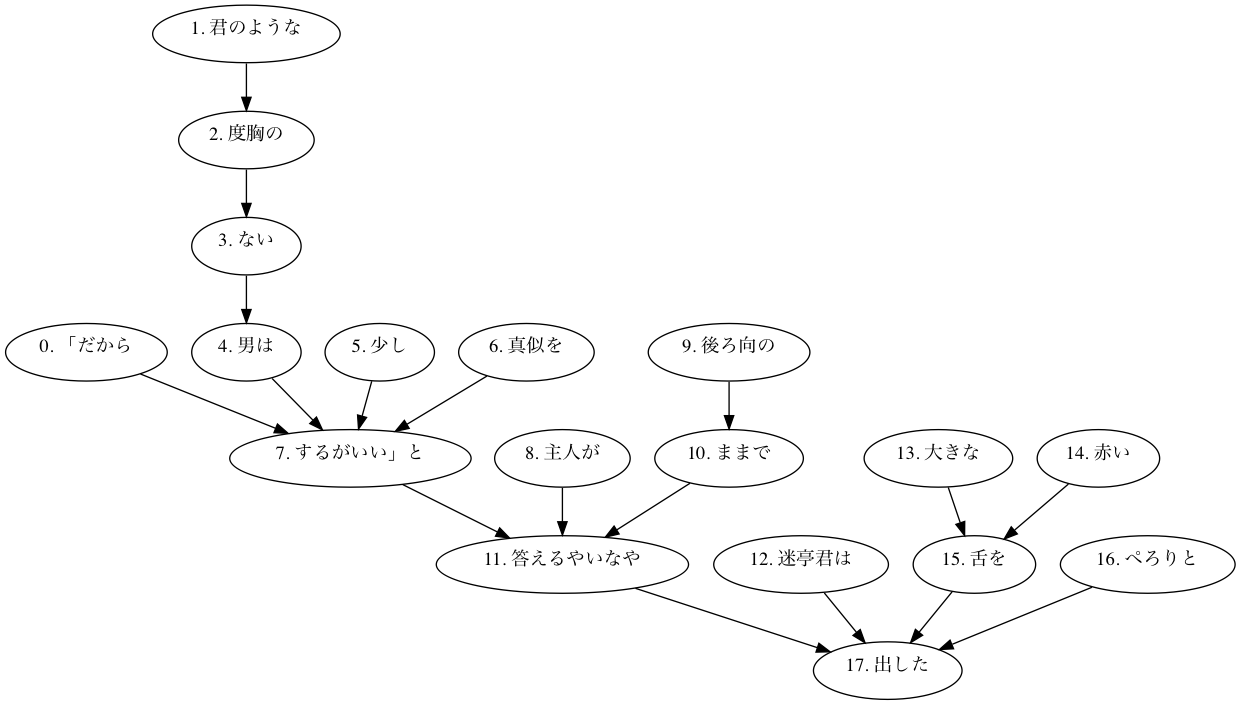 1. 君のような
2. 度胸の
3. ない
0. 「だから
4. 男は
5. 少し
6. 真似を
9. 後ろ向の
7. するがいい」と
8. 主人が
10. ままで
13. 大きな
14. 赤い
11. 答えるやいなや
12. 迷亭君は
15. 舌を
16. ぺろりと
17. 出した